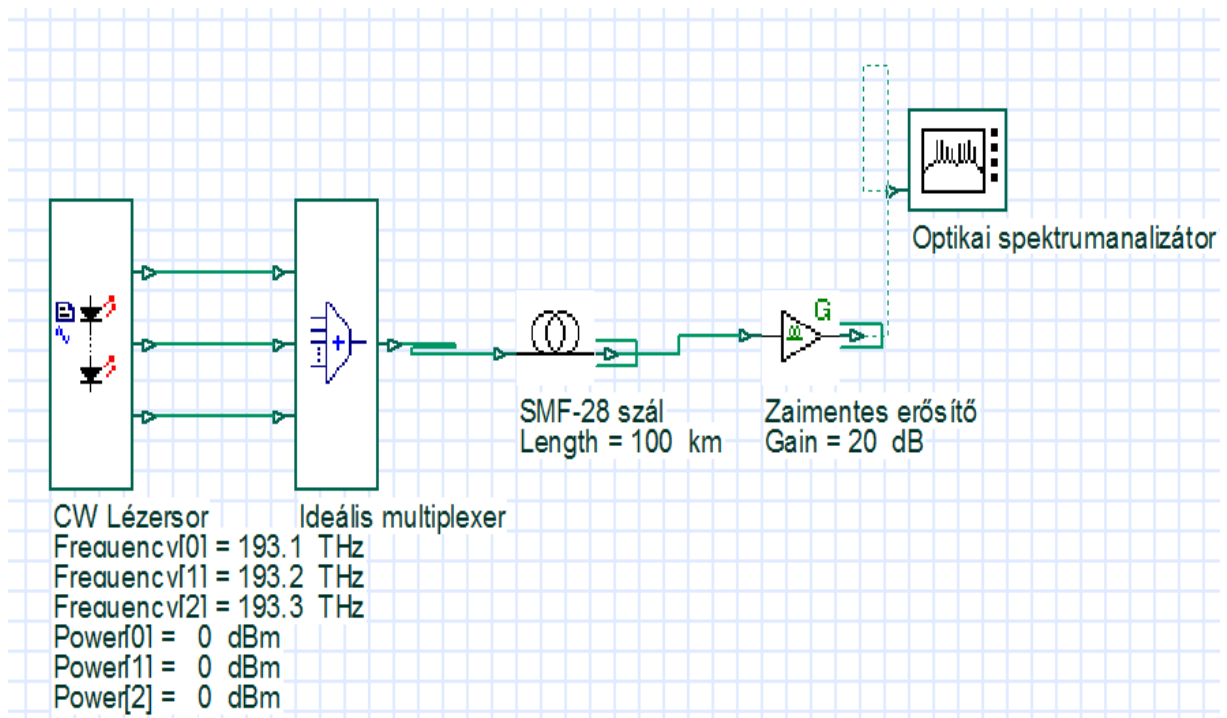 G
Optikai spektrumanalizátor
SMF-28 szál
Length = 100 km
Zaimentes erősítő
Gain = 20 dB
CW Lézersor
Frequency[0] = 193.1 THz
Frequency[1] = 193.2 THz
Frequency[2] = 193.3 THz
Power[0] = 0 dBm
Power[1] = 0 dBm
Power[2] = 0 dBm
Ideális multiplexer